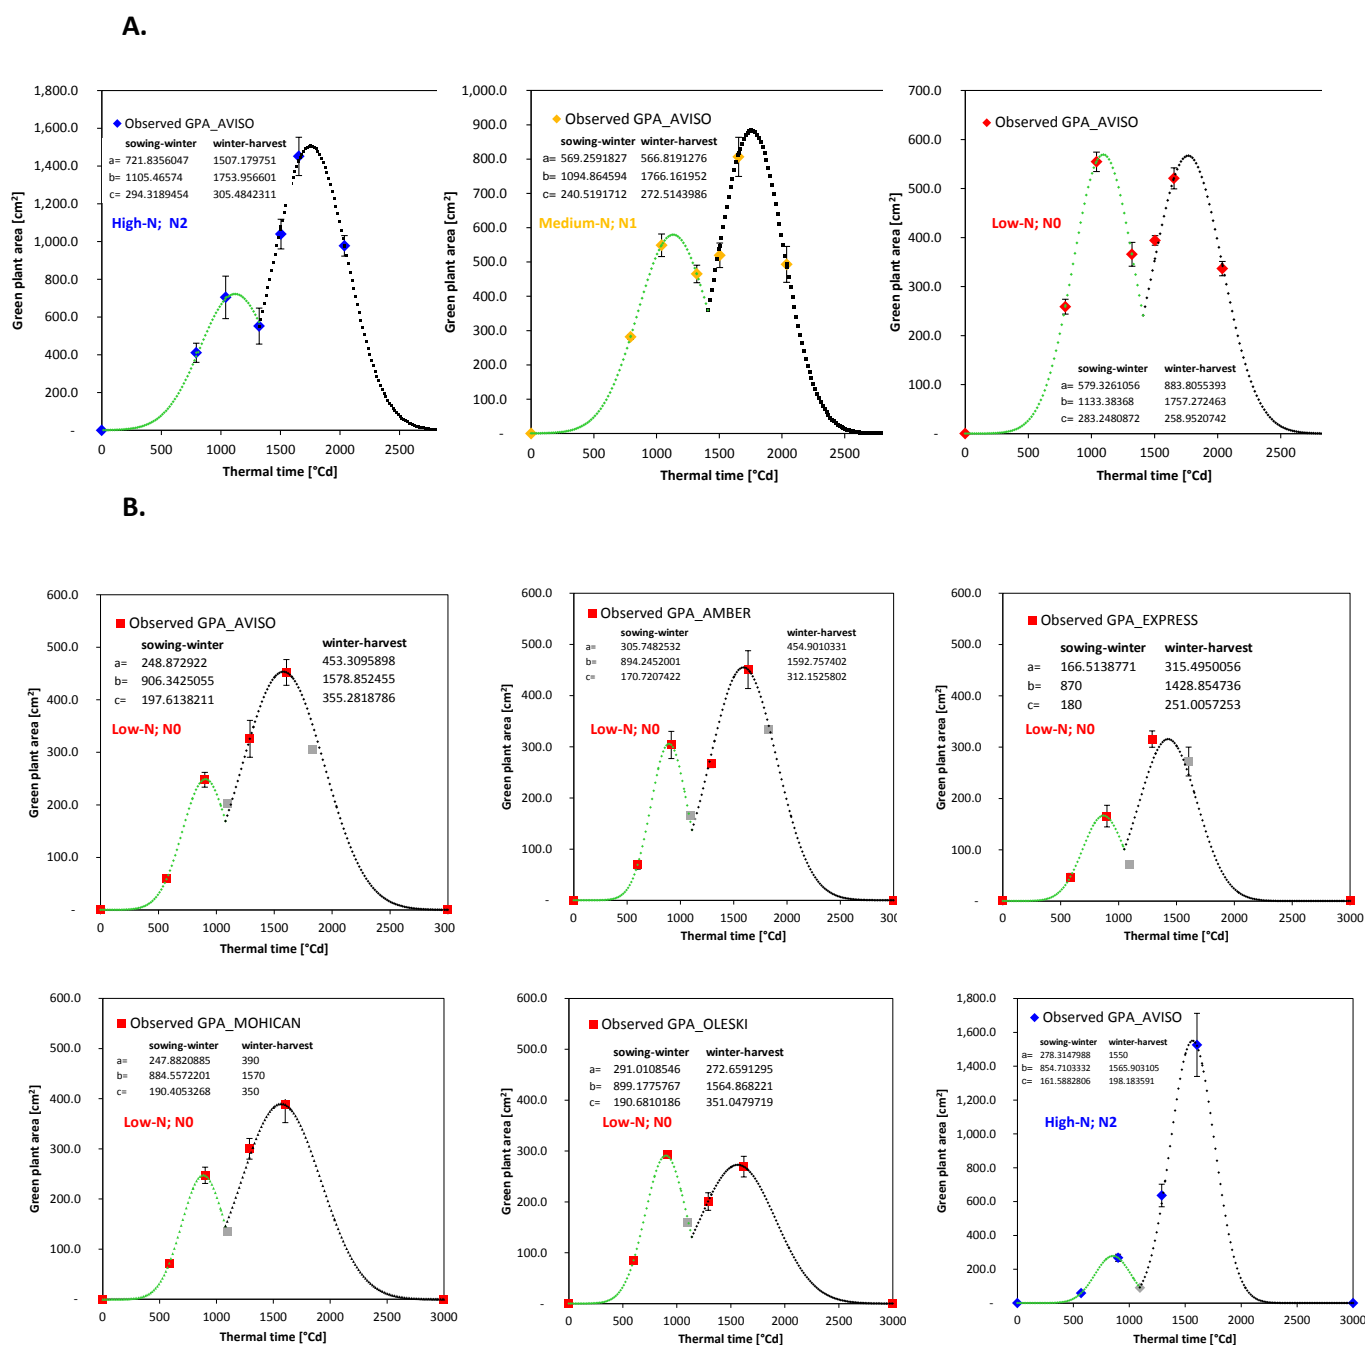 A.
1,800.0
1,600.0
1,400.0
1,200.0
1,000.0
800.0
600.0
400.0
200.0
-
Green plant area [cm²]
Observed GPA_AVISO
sowing-winter winter-harvest
a= 721.8356047 1507.179751
b= 1105.46574 1753.956601
c= 294.3189454 305.4842311
High-N; N2
0 500 1000 1500 2000 2500
Thermal time [°Cd]
1,000.0
900.0
800.0
700.0
600.0
500.0
400.0
300.0
200.0
100.0
-
Green plant area [cm²]
Observed GPA_AVISO
sowing-winter winter-harvest
a= 569.2591827 566.8191276
b= 1094.864594 1766.161952
c= 240.5191712 272.5143986
Medium-N; N1
0 500 1000 1500 2000 2500
Thermal time [°Cd]
700.0
600.0
500.0
400.0
300.0
200.0
100.0
-
Green plant area [cm²]
Observed GPA_AVISO
Low-N; N0
sowing-winter winter-harvest
a= 579.3261056 883.8055393
b= 1133.38368 1757.272463
c= 283.2480872 258.9520742
0 500 1000 1500 2000 2500
Thermal time [°Cd]
B.
600.0
500.0
400.0
300.0
200.0
100.0
-
Green plant area [cm²]
Observed GPA_AVISO
sowing-winter winter-harvest
a= 248.872922 453.3095898
b= 906.3425055 1578.852455
c= 197.6138211 355.2818786
Low-N; N0
0 500 1000 1500 2000 2500 3000
Thermal time [°Cd]
600.0
500.0
400.0
300.0
200.0
100.0
-
Green plant area [cm²]
Observed GPA_AMBER
sowing-winter winter-harvest
a= 305.7482532 454.9010331
b= 894.2452001 1592.757402
c= 170.7207422 312.1525802
Low-N; N0
0 500 1000 1500 2000 2500 300
Thermal time [°Cd]
600.0
500.0
400.0
300.0
200.0
100.0
-
Green plant area [cm²]
Observed GPA_EXPRESS
sowing-winter winter-harvest
a= 166.5138771 315.4950056
b= 870 1428.854736
c= 180 251.0057253
Low-N; N0
0 500 1000 1500 2000 2500 3000
Thermal time [°Cd]
600.0
500.0
400.0
300.0
200.0
100.0
-
Green plant area [cm²]
Observed GPA_MOHICAN
sowing-winter winter-harvest
a= 247.8820885 390
b= 884.5572201 1570
c= 190.4053268 350
Low-N; N0
0 500 1000 1500 2000 2500 3000
Thermal time [°Cd]
600.0
500.0
400.0
300.0
200.0
100.0
-
Green plant area [cm²]
Observed GPA_OLESKI
sowing-winter winter-harvest
a= 291.0108546 272.6591295
b= 899.1775767 1564.868221
c= 190.6810186 351.0479719
Low-N; N0
0 500 1000 1500 2000 2500 3000
Thermal time [°Cd]
1,800.0
1,600.0
1,400.0
1,200.0
1,000.0
800.0
600.0
400.0
200.0
-
Green plant area [cm²]
Observed GPA_AVISO
sowing-winter winter-harvest
a= 278.3147988 1550
b= 854.7103332 1565.903105
c= 161.5882806 198.183591
High-N; N2
0 500 1000 1500 2000 2500 3000
Thermal time [°Cd]